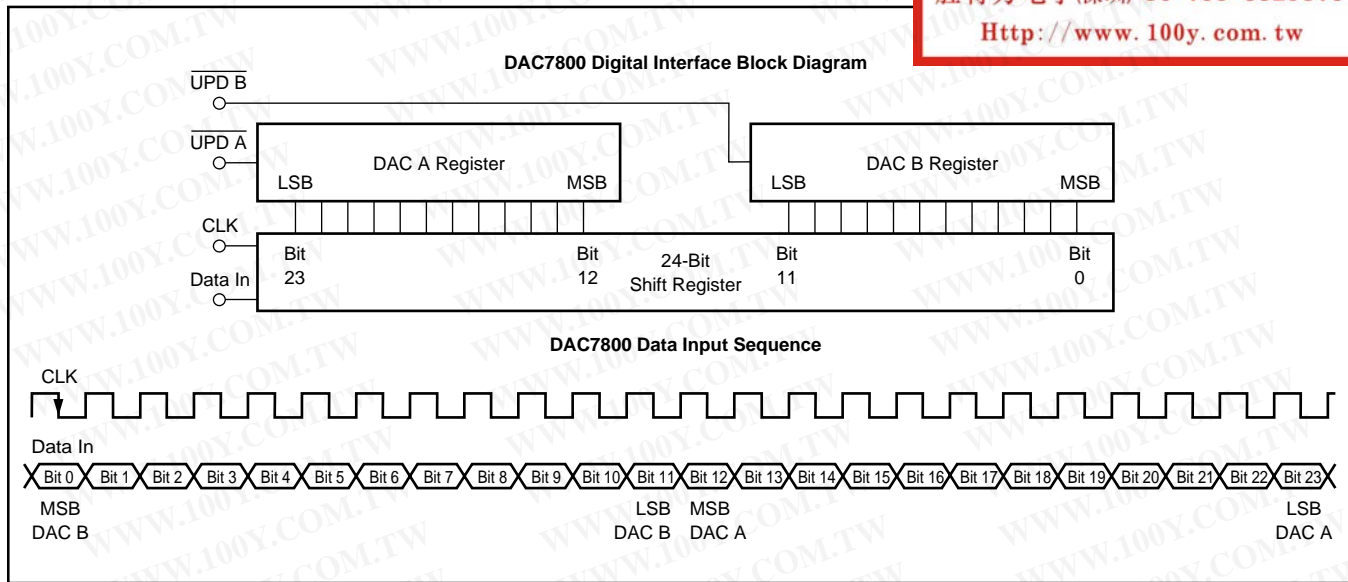 Http://www.100y.com.tw
DAC7800 Digital Interface Block Diagram
UPD B
UPD A
DAC A Register
LSB
MSB
DAC B Register
LSB
MSB
CLK
Data In
Bit
23
Bit
12
24-Bit
Shift Register
Bit
11
Bit
0
DAC7800 Data Input Sequence
CLK
Data In
Bit 0 Bit 1 Bit 2 Bit 3 Bit 4 Bit 5 Bit 6 Bit 7 Bit 8 Bit 9 Bit 10 Bit 11 Bit 12 Bit 13 Bit 14 Bit 15 Bit 16 Bit 17 Bit 18 Bit 19 Bit 20 Bit 21 Bit 22 Bit 23
MSB LSB MSB LSB
DAC B DAC B DAC A DAC A
WWW.100Y.COM.TW